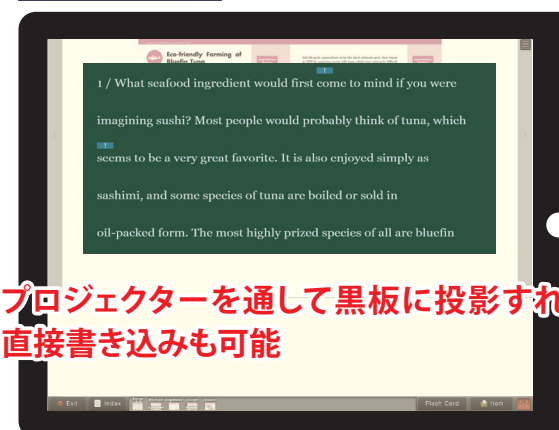 Eco-friendly Farming of
Bluefin Tuna
1 / What seafood ingredient would first come to mind if you were
imagining sushi? Most people would probably think of tuna, which
seems to be a very great favorite. It is also enjoyed simply as
sashimi, and some species of tuna are boiled or sold in
oil-packed form. The most highly prized species of all are bluefin
プロジェクターを通して黒板に投影すれ
直接書き込みも可能
Exit
Index
Flash Card
Item